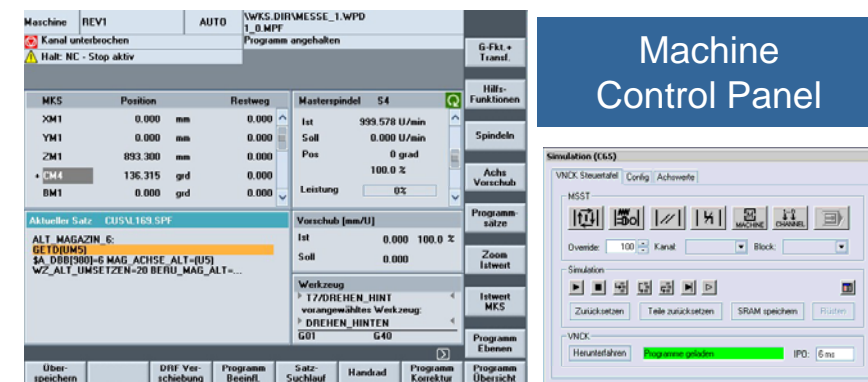 Maschine REV1 AUTO \WKS.DIR\MESSE_1.WPD
1_0.MPF
Kanal unterbrochen Programm angehalten
Halt: NC - Stop aktiv
G-Fkt.+
Transf.
Hilfs-
Funktionen
Spindeln
Achs
Vorschub
Programm-
sätze
Zoom
Istwert
Istwert
MKS
Programm
Ebenen
Programm
Übersicht
MKS Position Restweg
XM1 0.000 mm 0.000
YM1 0.000 mm 0.000
ZM1 893.300 mm 0.000
CM4 136.315 grd 0.000
BM1 0.000 grd 0.000
Masterspindel S4
Ist 999.578 U/min
Soll 0.000 U/min
Pos 0 grad
100.0 %
Leistung 0%
Aktueller Satz CUS\L169.SPF
ALT_MAGAZIN_6:
GETD(UM5)
$A_DBB[980]=6 MAG_ACHSE_ALT=(U5)
WZ_ALT_UMSETZEN=20 BERU_MAG_ALT=...
Vorschub [mm/U]
Ist 0.000 100.0 %
Soll 0.000
Werkzeug
T7/DREHEN_HINT
vorangewähltes Werkzeug:
DREHEN_HINTEN
G01 G40
Über-
speichern
DRF Ver-
schiebung
Programm
Beeinfl.
Satz-
Suchlauf
Handrad
Programm
Korrektur
Machine
Control Panel
Simulation (C65)
VNCK Steuertafel Config Achswerte
MSST
MACHINE CHANNEL
Override: 100 Kanal: Block:
Simulation
Zurücksetzen Teile zurücksetzen SRAM speichern Rüsten
VNCK
Herunterfahren Programme geladen IPO: 6 ms